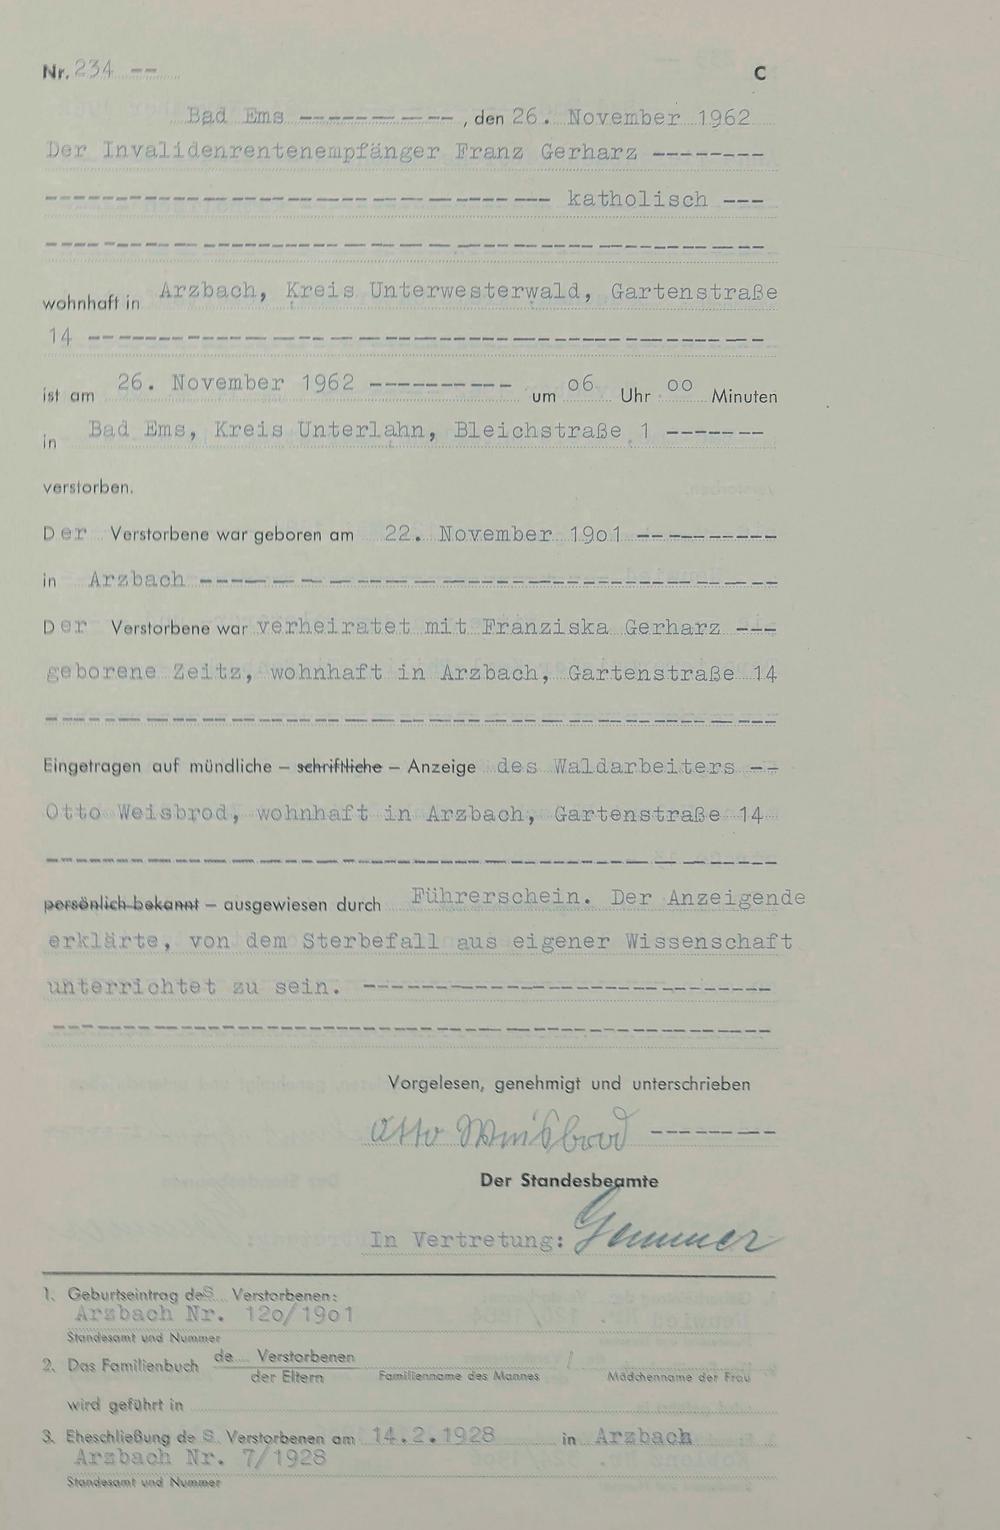 Nr. 234 -- C
Bad Ems -----------, den 26. November 1962
Der Invalidenrentenempfänger Franz Gerharz --------
------------------------------------ katholisch ---
---------------------------------------------------
wohnhaft in Arzbach, Kreis Unterwesterwald, Gartenstraße
14 ------------------------------------------------
ist am 26. November 1962 ---------- um o6 Uhr oo Minuten
in Bad Ems, Kreis Unterlahn, Bleichstraße 1 -------
verstorben.
Der Verstorbene war geboren am 22. November 19o1 ----------
in Arzbach -----------------------------------------
Der Verstorbene war verheiratet mit Franziska Gerharz ---
geborene Zeitz, wohnhaft in Arzbach, Gartenstraße 14
----------------------------------------------------
Eingetragen auf mündliche – schriftliche – Anzeige des Waldarbeiters --
Otto Weisbrod, wohnhaft in Arzbach, Gartenstraße 14
----------------------------------------------------
persönlich bekannt – ausgewiesen durch Führerschein. Der Anzeigende
erklärte, von dem Sterbefall aus eigener Wissenschaft
unterrichtet zu sein. -----------------------------
---------------------------------------------------
Vorgelesen, genehmigt und unterschrieben
Otto Weisbrod ---------
Der Standesbeamte
In Vertretung: Gemmer
1. Geburtseintrag des Verstorbenen:
Arzbach Nr. 12o/19o1
Standesamt und Nummer
2. Das Familienbuch de Verstorbenen /
der Eltern Familienname des Mannes Mädchenname der Frau
wird geführt in
3. Eheschließung des Verstorbenen am 14.2.1928 in Arzbach
Arzbach Nr. 7/1928
Standesamt und Nummer